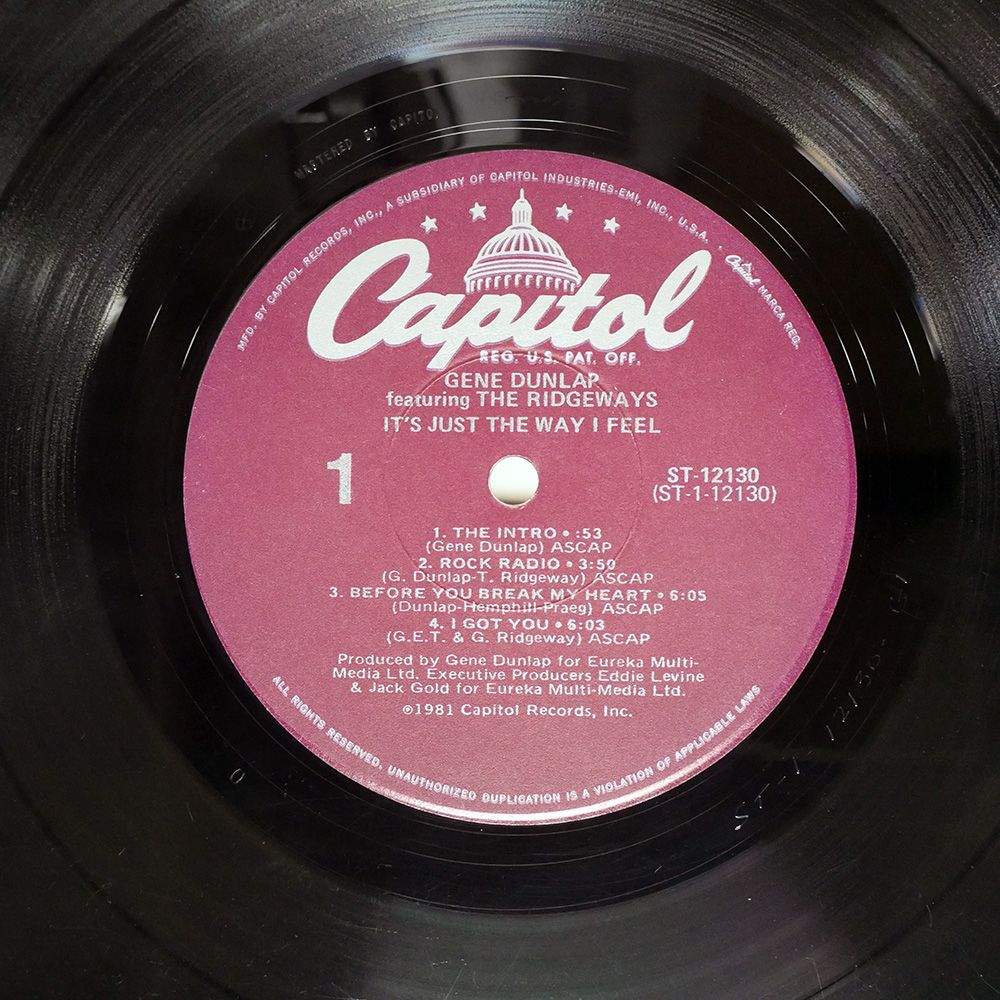 MASTERED BY CAPITOL
MFD. BY CAPITOL RECORDS, INC., A SUBSIDIARY OF CAPITOL INDUSTRIES-EMI, INC., U.S.A. · Capitol MARCA REG.
Capitol
REG. U.S. PAT. OFF.
GENE DUNLAP
featuring THE RIDGEWAYS
IT'S JUST THE WAY I FEEL
1
ST-12130
(ST-1-12130)
1. THE INTRO • :53
(Gene Dunlap) ASCAP
2. ROCK RADIO • 3:50
(G. Dunlap-T. Ridgeway) ASCAP
3. BEFORE YOU BREAK MY HEART • 6:05
(Dunlap-Hemphill-Praeg) ASCAP
4. I GOT YOU • 6:03
(G.E.T. & G. Ridgeway) ASCAP
Produced by Gene Dunlap for Eureka Multi-
Media Ltd. Executive Producers Eddie Levine
& Jack Gold for Eureka Multi-Media Ltd.
℗1981 Capitol Records, Inc.
ALL RIGHTS RESERVED. UNAUTHORIZED DUPLICATION IS A VIOLATION OF APPLICABLE LAWS
ST-1-12130